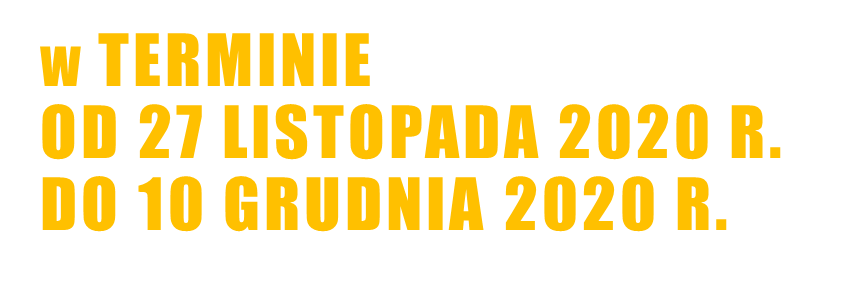 w TERMINIE
OD 27 LISTOPADA 2020 R.
DO 10 GRUDNIA 2020 R.